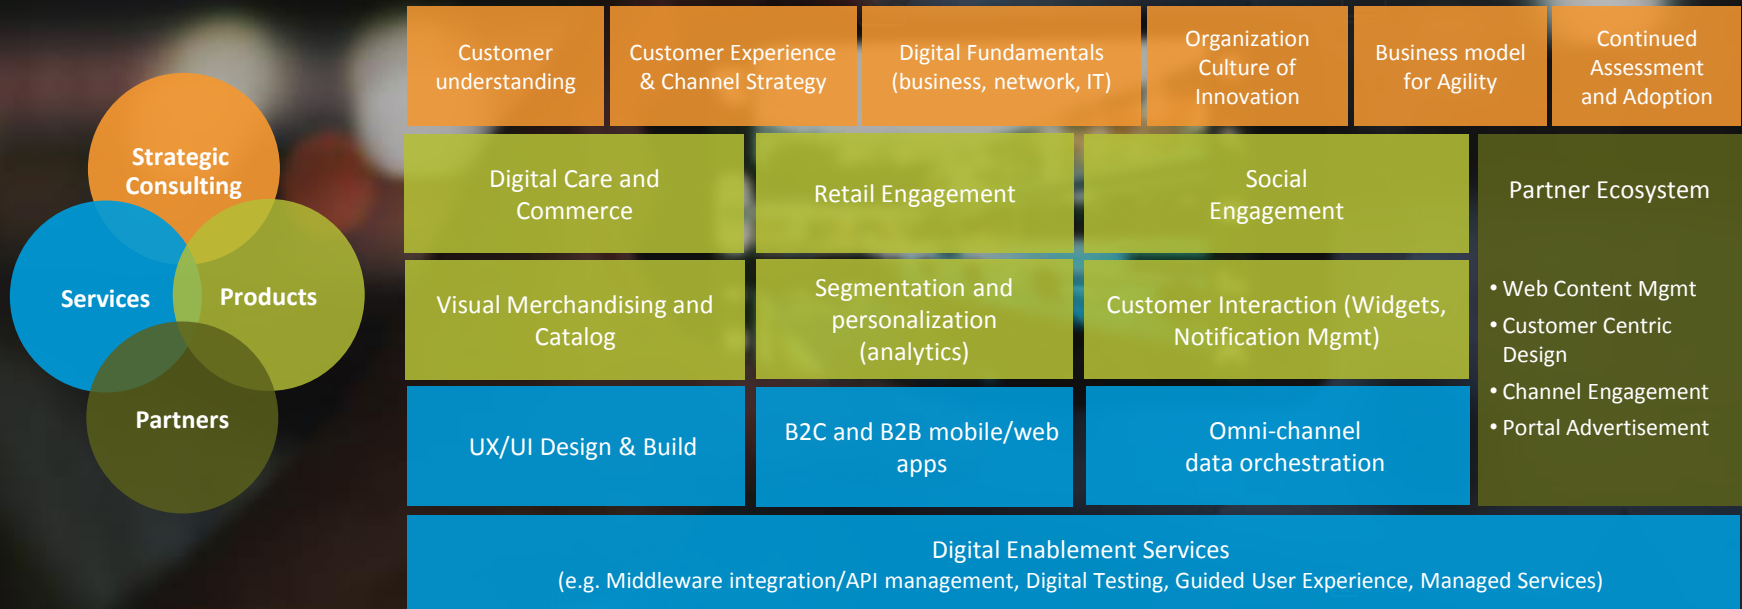 Strategic
Consulting
Services
Products
Partners
Customer
understanding
Customer Experience
& Channel Strategy
Digital Fundamentals
(business, network, IT)
Organization
Culture of
Innovation
Business model
for Agility
Continued
Assessment
and Adoption
Digital Care and
Commerce
Retail Engagement
Social
Engagement
Partner Ecosystem
• Web Content Mgmt
• Customer Centric
Design
• Channel Engagement
• Portal Advertisement
Visual Merchandising and
Catalog
Segmentation and
personalization
(analytics)
Customer Interaction (Widgets,
Notification Mgmt)
UX/UI Design & Build
B2C and B2B mobile/web
apps
Omni-channel
data orchestration
Digital Enablement Services
(e.g. Middleware integration/API management, Digital Testing, Guided User Experience, Managed Services)